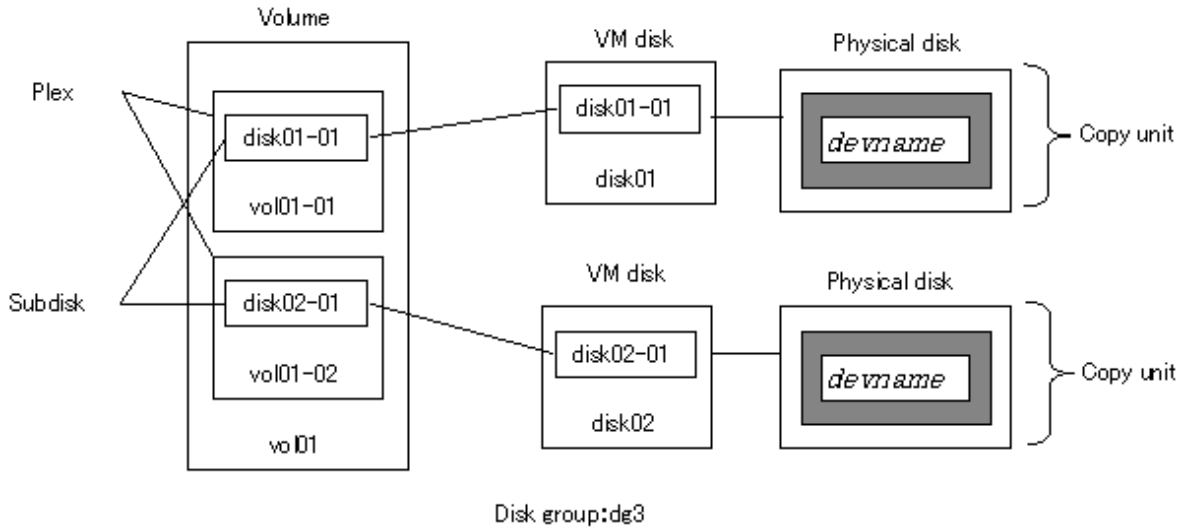 Volume
VM disk
Physical disk
Plex
disk01-01
disk01-01
devname
Copy unit
disk01
vol01-01
VM disk
Physical disk
Subdisk
disk02-01
disk02-01
devname
Copy unit
vol01-02
disk02
vol01
Disk group:dg3